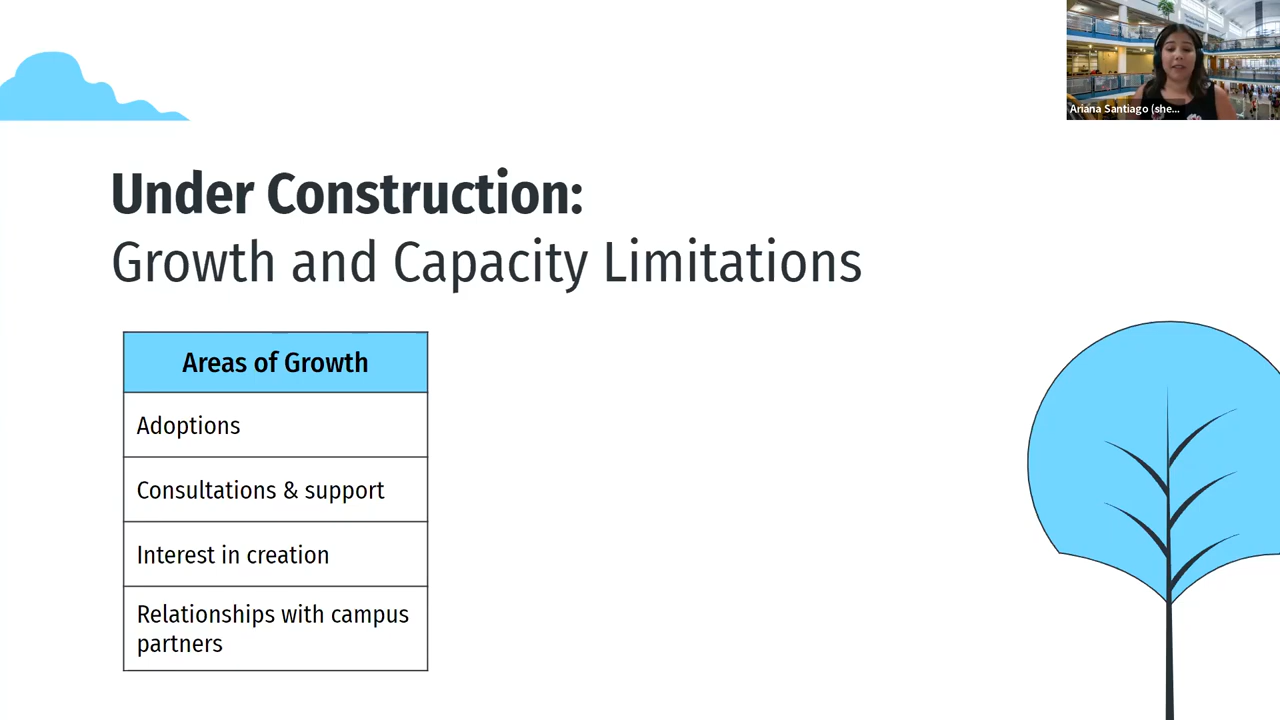 Ariana Santiago (she...
Under Construction:
Growth and Capacity Limitations
Areas of Growth
Adoptions
Consultations & support
Interest in creation
Relationships with campus
partners